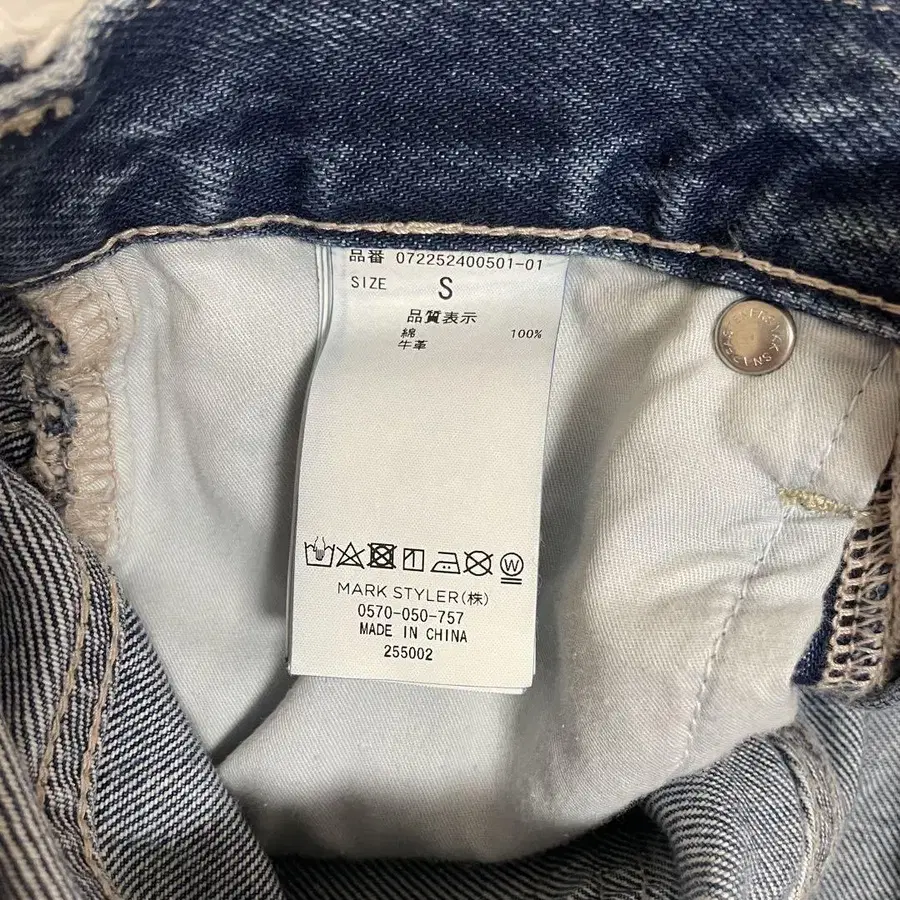 品番 072252400501-01
SIZE S
品質表示
綿 100%
牛革
W
MARK STYLER(株)
0570-050-757
MADE IN CHINA
255002